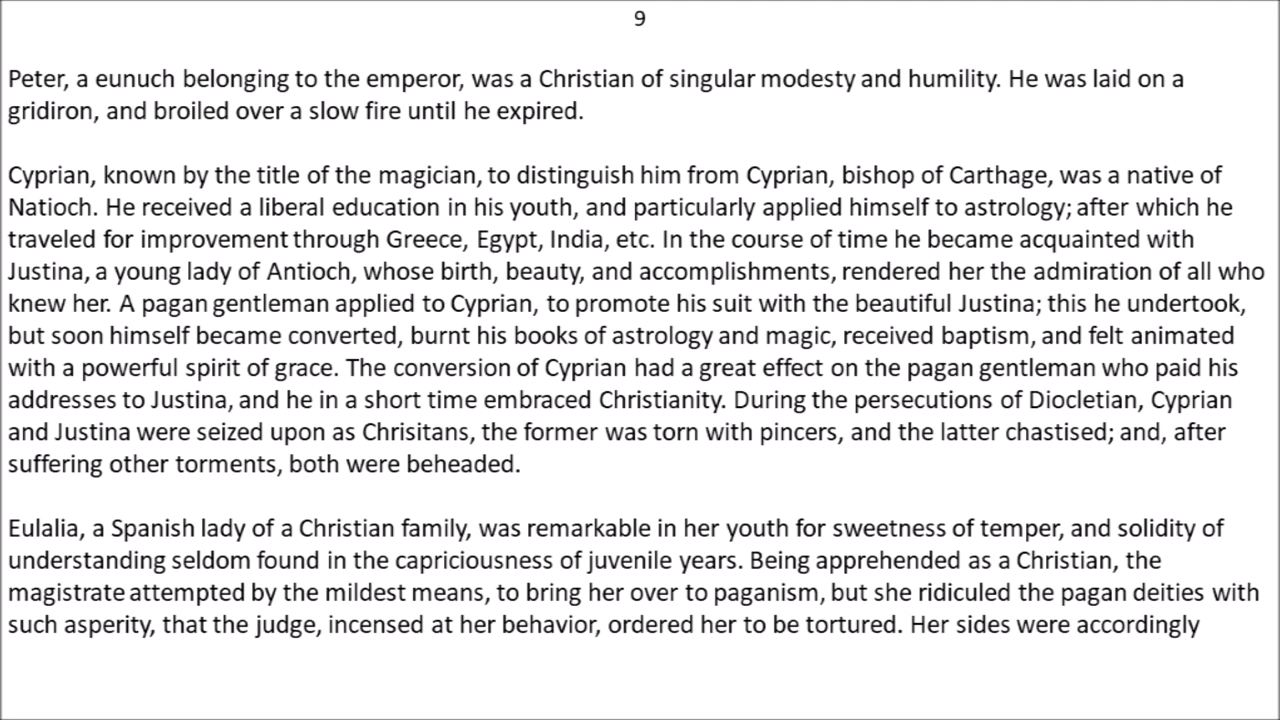 9
Peter, a eunuch belonging to the emperor, was a Christian of singular modesty and humility. He was laid on a
gridiron, and broiled over a slow fire until he expired.
Cyprian, known by the title of the magician, to distinguish him from Cyprian, bishop of Carthage, was a native of
Natioch. He received a liberal education in his youth, and particularly applied himself to astrology; after which he
traveled for improvement through Greece, Egypt, India, etc. In the course of time he became acquainted with
Justina, a young lady of Antioch, whose birth, beauty, and accomplishments, rendered her the admiration of all who
knew her. A pagan gentleman applied to Cyprian, to promote his suit with the beautiful Justina; this he undertook,
but soon himself became converted, burnt his books of astrology and magic, received baptism, and felt animated
with a powerful spirit of grace. The conversion of Cyprian had a great effect on the pagan gentleman who paid his
addresses to Justina, and he in a short time embraced Christianity. During the persecutions of Diocletian, Cyprian
and Justina were seized upon as Chrisitans, the former was torn with pincers, and the latter chastised; and, after
suffering other torments, both were beheaded.
Eulalia, a Spanish lady of a Christian family, was remarkable in her youth for sweetness of temper, and solidity of
understanding seldom found in the capriciousness of juvenile years. Being apprehended as a Christian, the
magistrate attempted by the mildest means, to bring her over to paganism, but she ridiculed the pagan deities with
such asperity, that the judge, incensed at her behavior, ordered her to be tortured. Her sides were accordingly